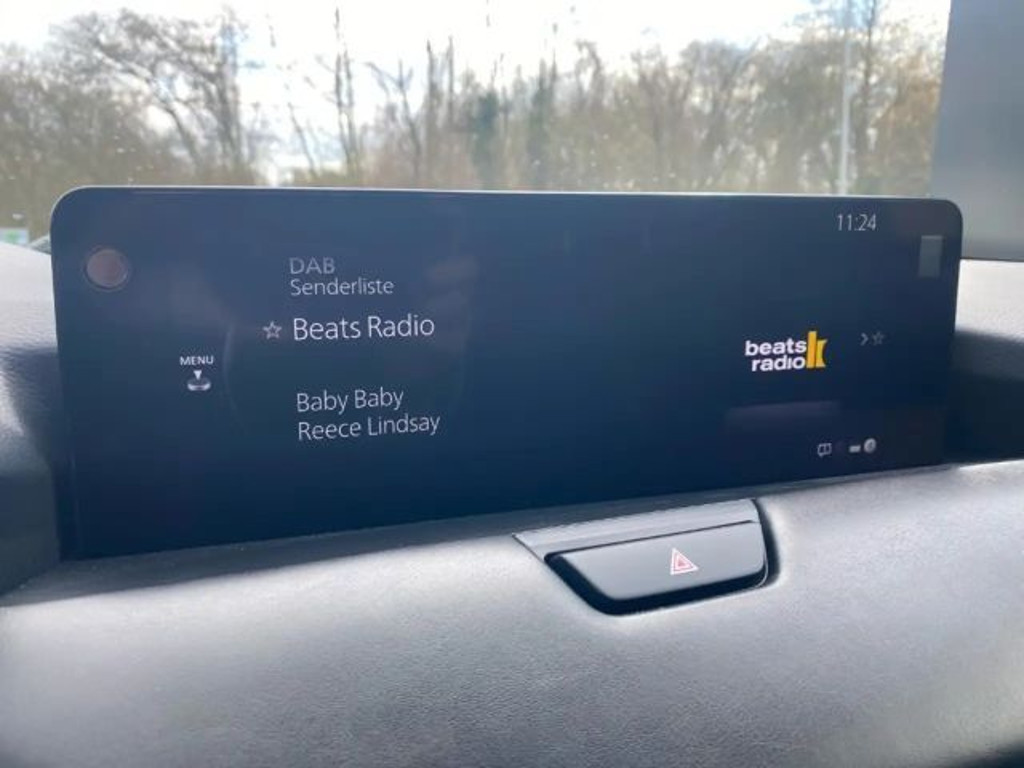 11:24
DAB
Senderliste
Beats Radio
MENU
beats
radio
Baby Baby
Reece Lindsay